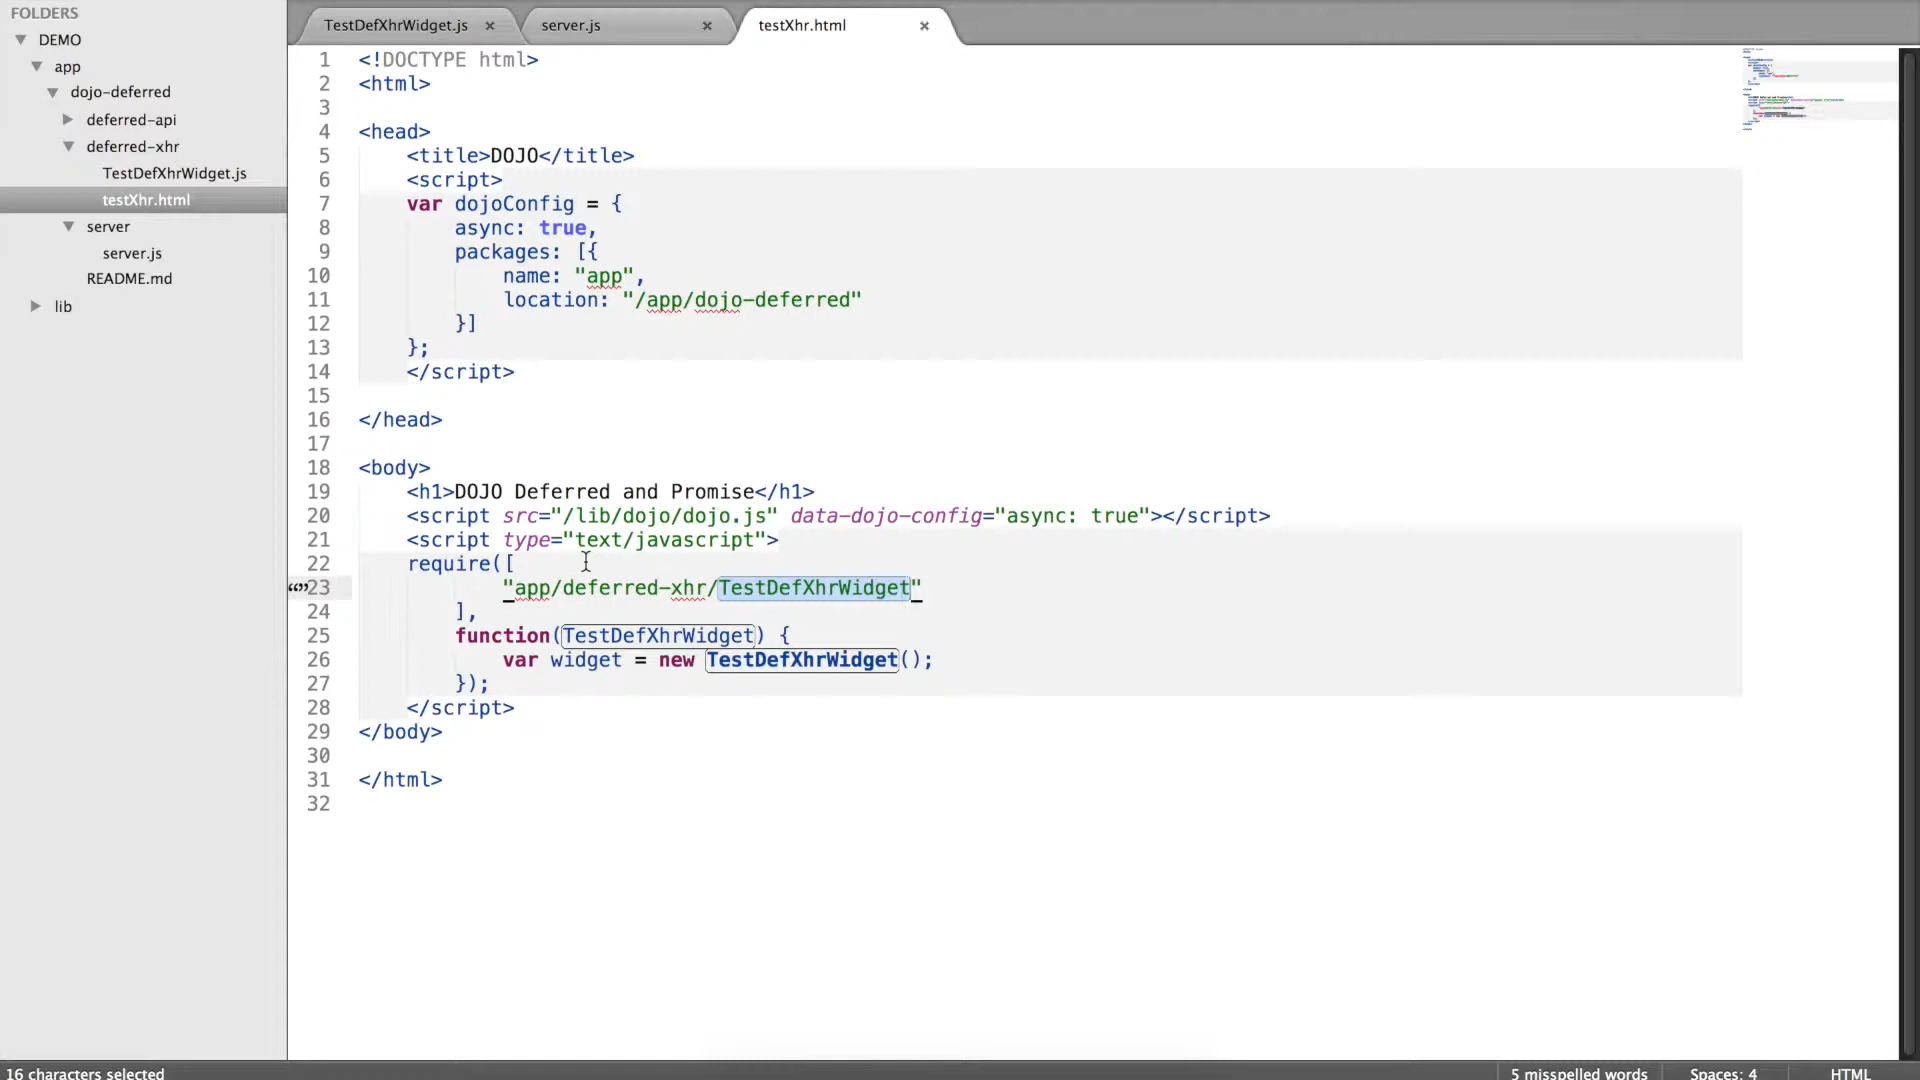 FOLDERS
DEMO
app
dojo-deferred
deferred-api
deferred-xhr
TestDefXhrWidget.js
testXhr.html
server
server.js
README.md
lib
TestDefXhrWidget.js × server.js × testXhr.html ×
1 <!DOCTYPE html>
2 <html>
3
4 <head>
5 <title>DOJO</title>
6 <script>
7 var dojoConfig = {
8 async: true,
9 packages: [{
10 name: "app",
11 location: "/app/dojo-deferred"
12 }]
13 };
14 </script>
15
16 </head>
17
18 <body>
19 <h1>DOJO Deferred and Promise</h1>
20 <script src="/lib/dojo/dojo.js" data-dojo-config="async: true"></script>
21 <script type="text/javascript">
22 require([
23 "app/deferred-xhr/TestDefXhrWidget"
24 ],
25 function(TestDefXhrWidget) {
26 var widget = new TestDefXhrWidget();
27 });
28 </script>
29 </body>
30
31 </html>
32
16 characters selected 5 misspelled words Spaces: 4 HTML